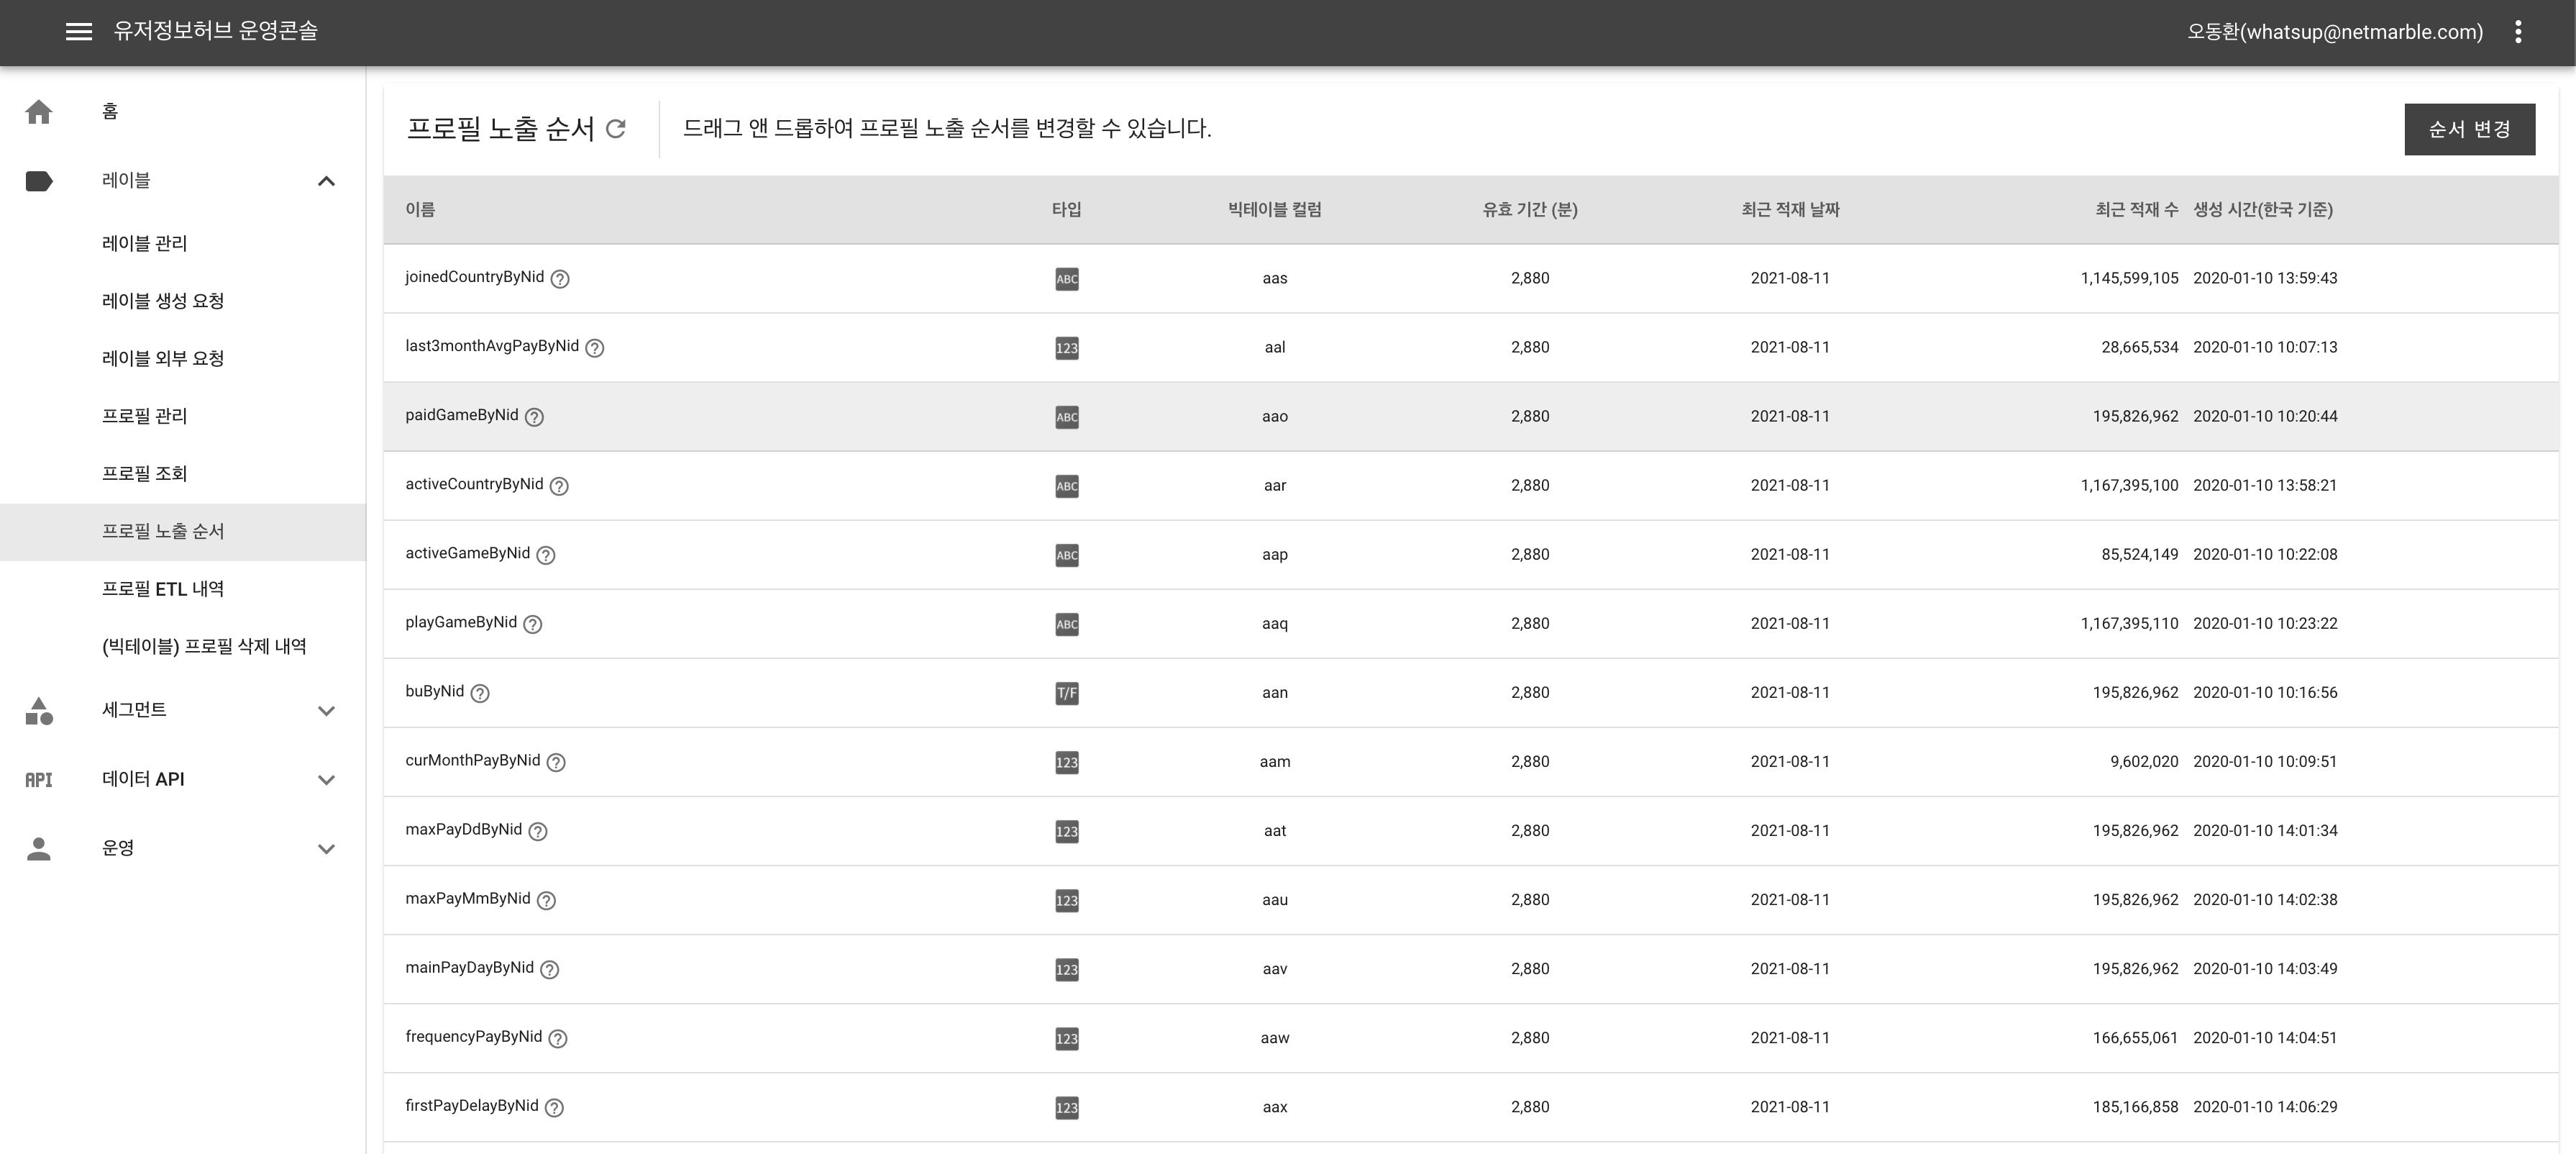 유저정보허브 운영콘솔
오동환(whatsup@netmarble.com)
홈
레이블
레이블 관리
레이블 생성 요청
레이블 외부 요청
프로필 관리
프로필 조회
프로필 노출 순서
프로필 ETL 내역
(빅테이블) 프로필 삭제 내역
세그먼트
API 데이터 API
운영
프로필 노출 순서 드래그 앤 드롭하여 프로필 노출 순서를 변경할 수 있습니다. 순서 변경
이름 타입 빅테이블 컬럼 유효 기간 (분) 최근 적재 날짜 최근 적재 수 생성 시간(한국 기준)
joinedCountryByNid ? ABC aas 2,880 2021-08-11 1,145,599,105 2020-01-10 13:59:43
last3monthAvgPayByNid ? 123 aal 2,880 2021-08-11 28,665,534 2020-01-10 10:07:13
paidGameByNid ? ABC aao 2,880 2021-08-11 195,826,962 2020-01-10 10:20:44
activeCountryByNid ? ABC aar 2,880 2021-08-11 1,167,395,100 2020-01-10 13:58:21
activeGameByNid ? ABC aap 2,880 2021-08-11 85,524,149 2020-01-10 10:22:08
playGameByNid ? ABC aaq 2,880 2021-08-11 1,167,395,110 2020-01-10 10:23:22
buByNid ? T/F aan 2,880 2021-08-11 195,826,962 2020-01-10 10:16:56
curMonthPayByNid ? 123 aam 2,880 2021-08-11 9,602,020 2020-01-10 10:09:51
maxPayDdByNid ? 123 aat 2,880 2021-08-11 195,826,962 2020-01-10 14:01:34
maxPayMmByNid ? 123 aau 2,880 2021-08-11 195,826,962 2020-01-10 14:02:38
mainPayDayByNid ? 123 aav 2,880 2021-08-11 195,826,962 2020-01-10 14:03:49
frequencyPayByNid ? 123 aaw 2,880 2021-08-11 166,655,061 2020-01-10 14:04:51
firstPayDelayByNid ? 123 aax 2,880 2021-08-11 185,166,858 2020-01-10 14:06:29